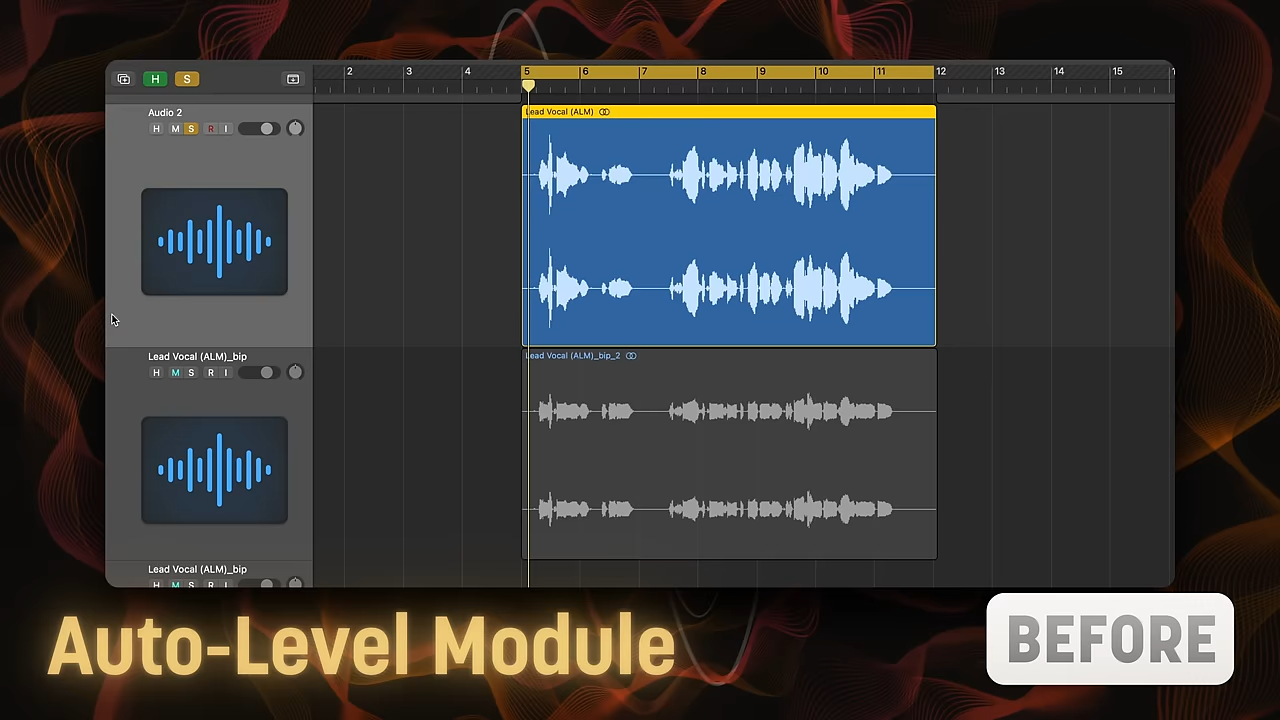 H S
2 3 4 5 6 7 8 9 10 11 12 13 14 15
Audio 2
H M S R I
Lead Vocal (ALM)
Lead Vocal (ALM)_bip
H M S R I
Lead Vocal (ALM)_bip_2
Lead Vocal (ALM)_bip
H M S R I
Auto-Level Module
BEFORE